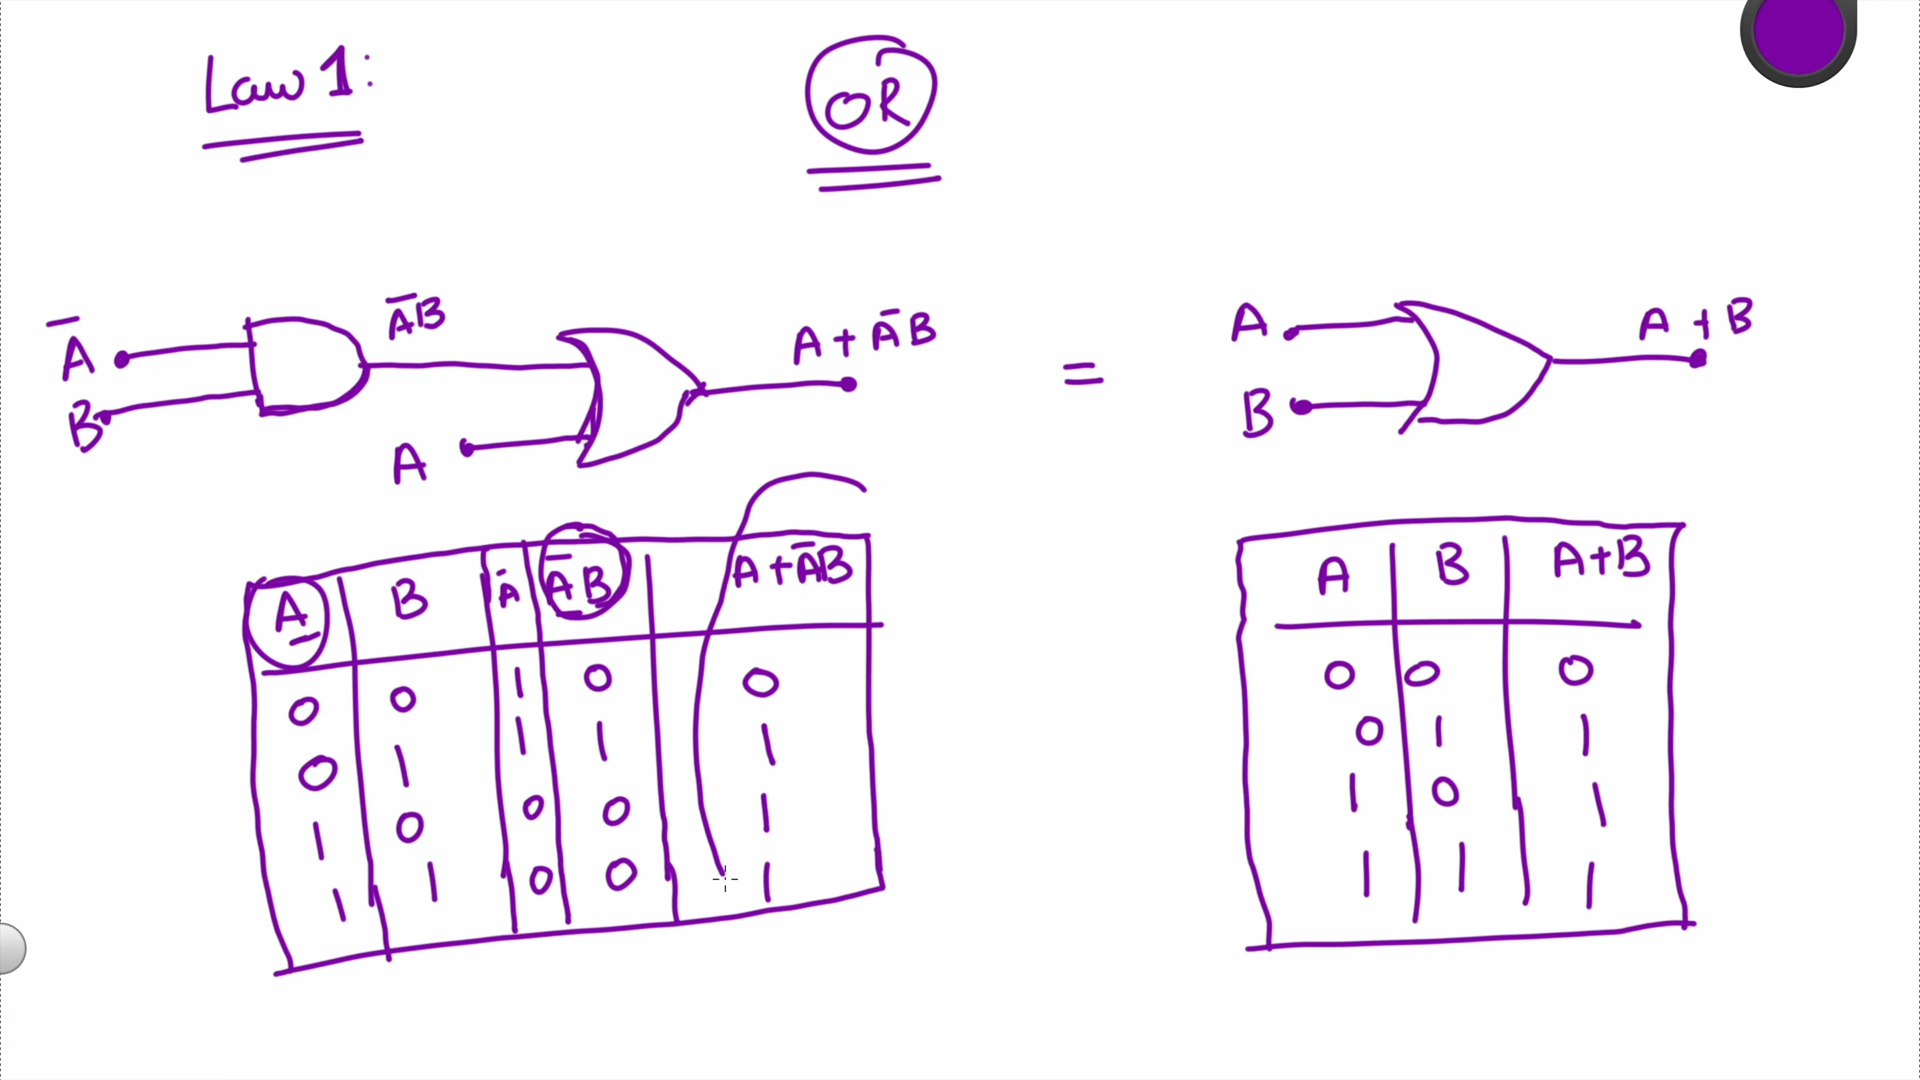 Law 1:
OR
A̅
B
A̅B
A
A + A̅B
=
A
B
A + B
A B A̅ A̅B A + A̅B
0 0 1 0 0
0 1 1 1 1
1 0 0 0 1
1 1 0 0 1
A B A+B
0 0 0
0 1 1
1 0 1
1 1 1